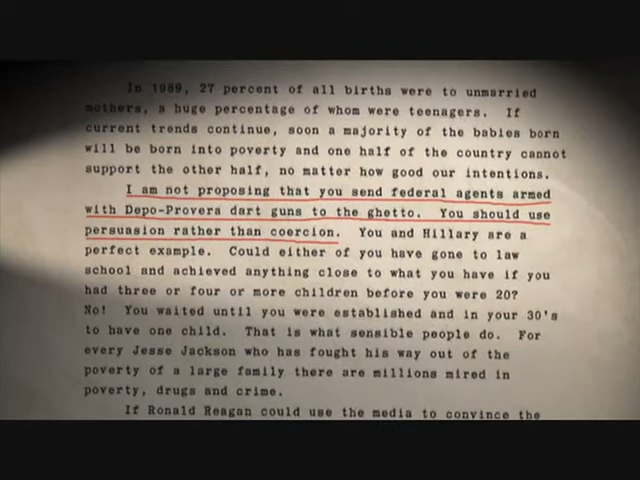 In 1989, 27 percent of all births were to unmarried
mothers, a huge percentage of whom were teenagers. If
current trends continue, soon a majority of the babies born
will be born into poverty and one half of the country cannot
support the other half, no matter how good our intentions.
I am not proposing that you send federal agents armed
with Depo-Provera dart guns to the ghetto. You should use
persuasion rather than coercion. You and Hillary are a
perfect example. Could either of you have gone to law
school and achieved anything close to what you have if you
had three or four or more children before you were 20?
No! You waited until you were established and in your 30's
to have one child. That is what sensible people do. For
every Jesse Jackson who has fought his way out of the
poverty of a large family there are millions mired in
poverty, drugs and crime.
If Ronald Reagan could use the media to convince the